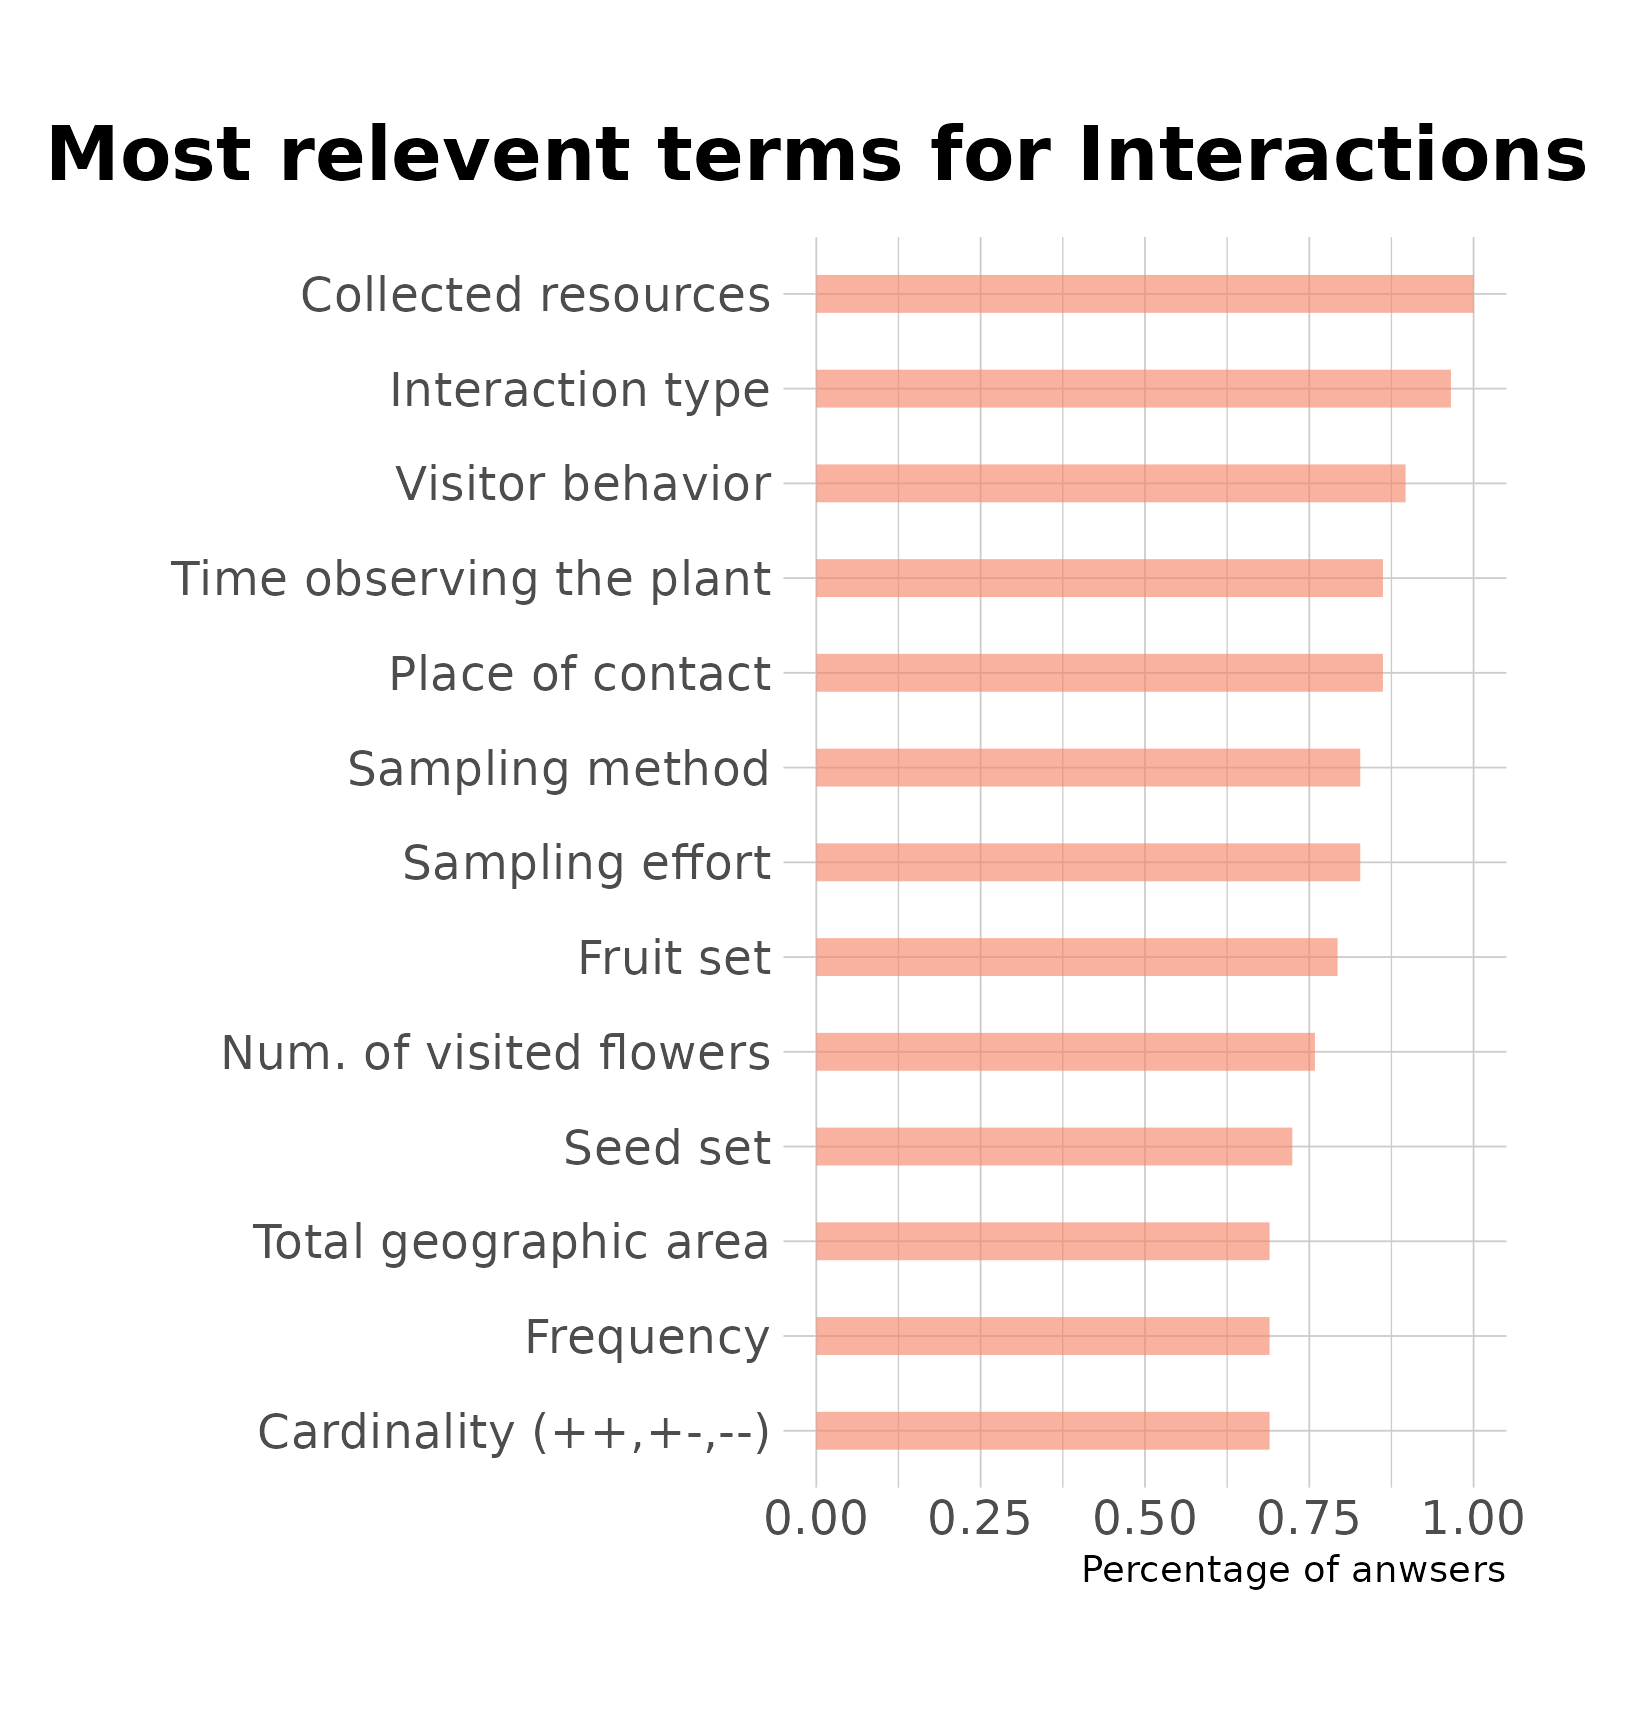 Most relevent terms for Interactions
Collected resources
Interaction type
Visitor behavior
Time observing the plant
Place of contact
Sampling method
Sampling effort
Fruit set
Num. of visited flowers
Seed set
Total geographic area
Frequency
Cardinality (++,+-,--)
0.00 0.25 0.50 0.75 1.00
Percentage of anwsers